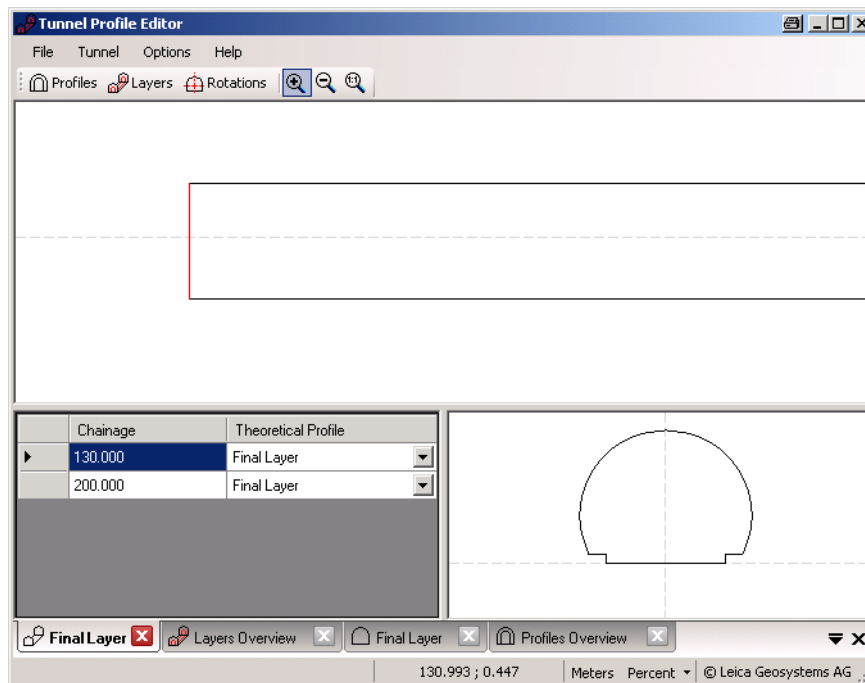 Tunnel Profile Editor
File Tunnel Options Help
Profiles Layers Rotations 1:1
Chainage Theoretical Profile
130.000 Final Layer
200.000 Final Layer
Final Layer Layers Overview Final Layer Profiles Overview
130.993 ; 0.447 Meters Percent © Leica Geosystems AG